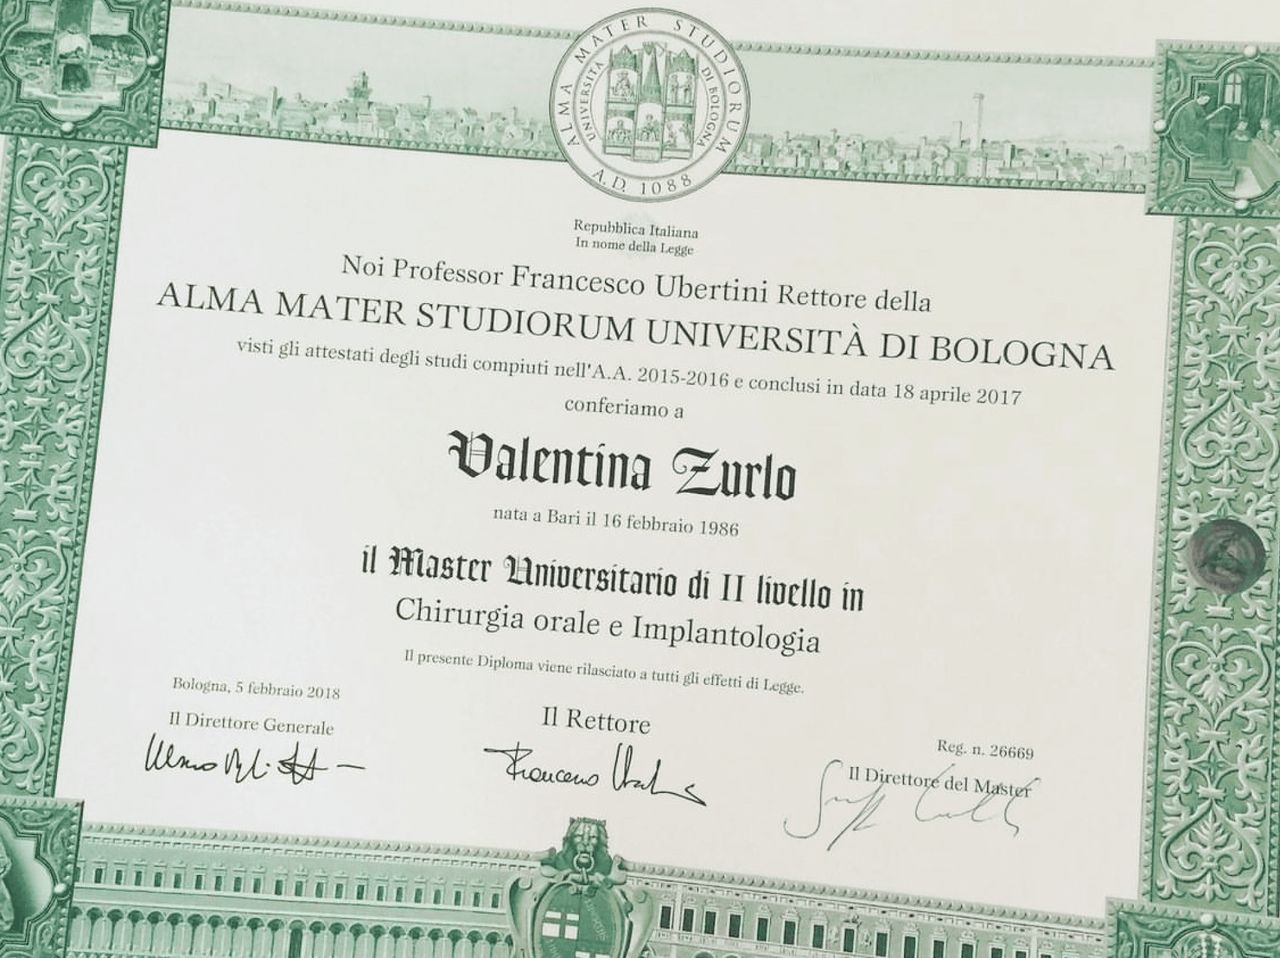 ALMA MATER STUDIORUM
UNIVERSITÀ DI BOLOGNA
A.D. 1088
Repubblica Italiana
In nome della Legge
Noi Professor Francesco Ubertini Rettore della
ALMA MATER STUDIORUM UNIVERSITÀ DI BOLOGNA
visti gli attestati degli studi compiuti nell'A.A. 2015-2016 e conclusi in data 18 aprile 2017
conferiamo a
Valentina Zurlo
nata a Bari il 16 febbraio 1986
il Master Universitario di II livello in
Chirurgia orale e Implantologia
Il presente Diploma viene rilasciato a tutti gli effetti di Legge.
Bologna, 5 febbraio 2018
Il Direttore Generale
Il Rettore
Reg. n. 26669
Il Direttore del Master